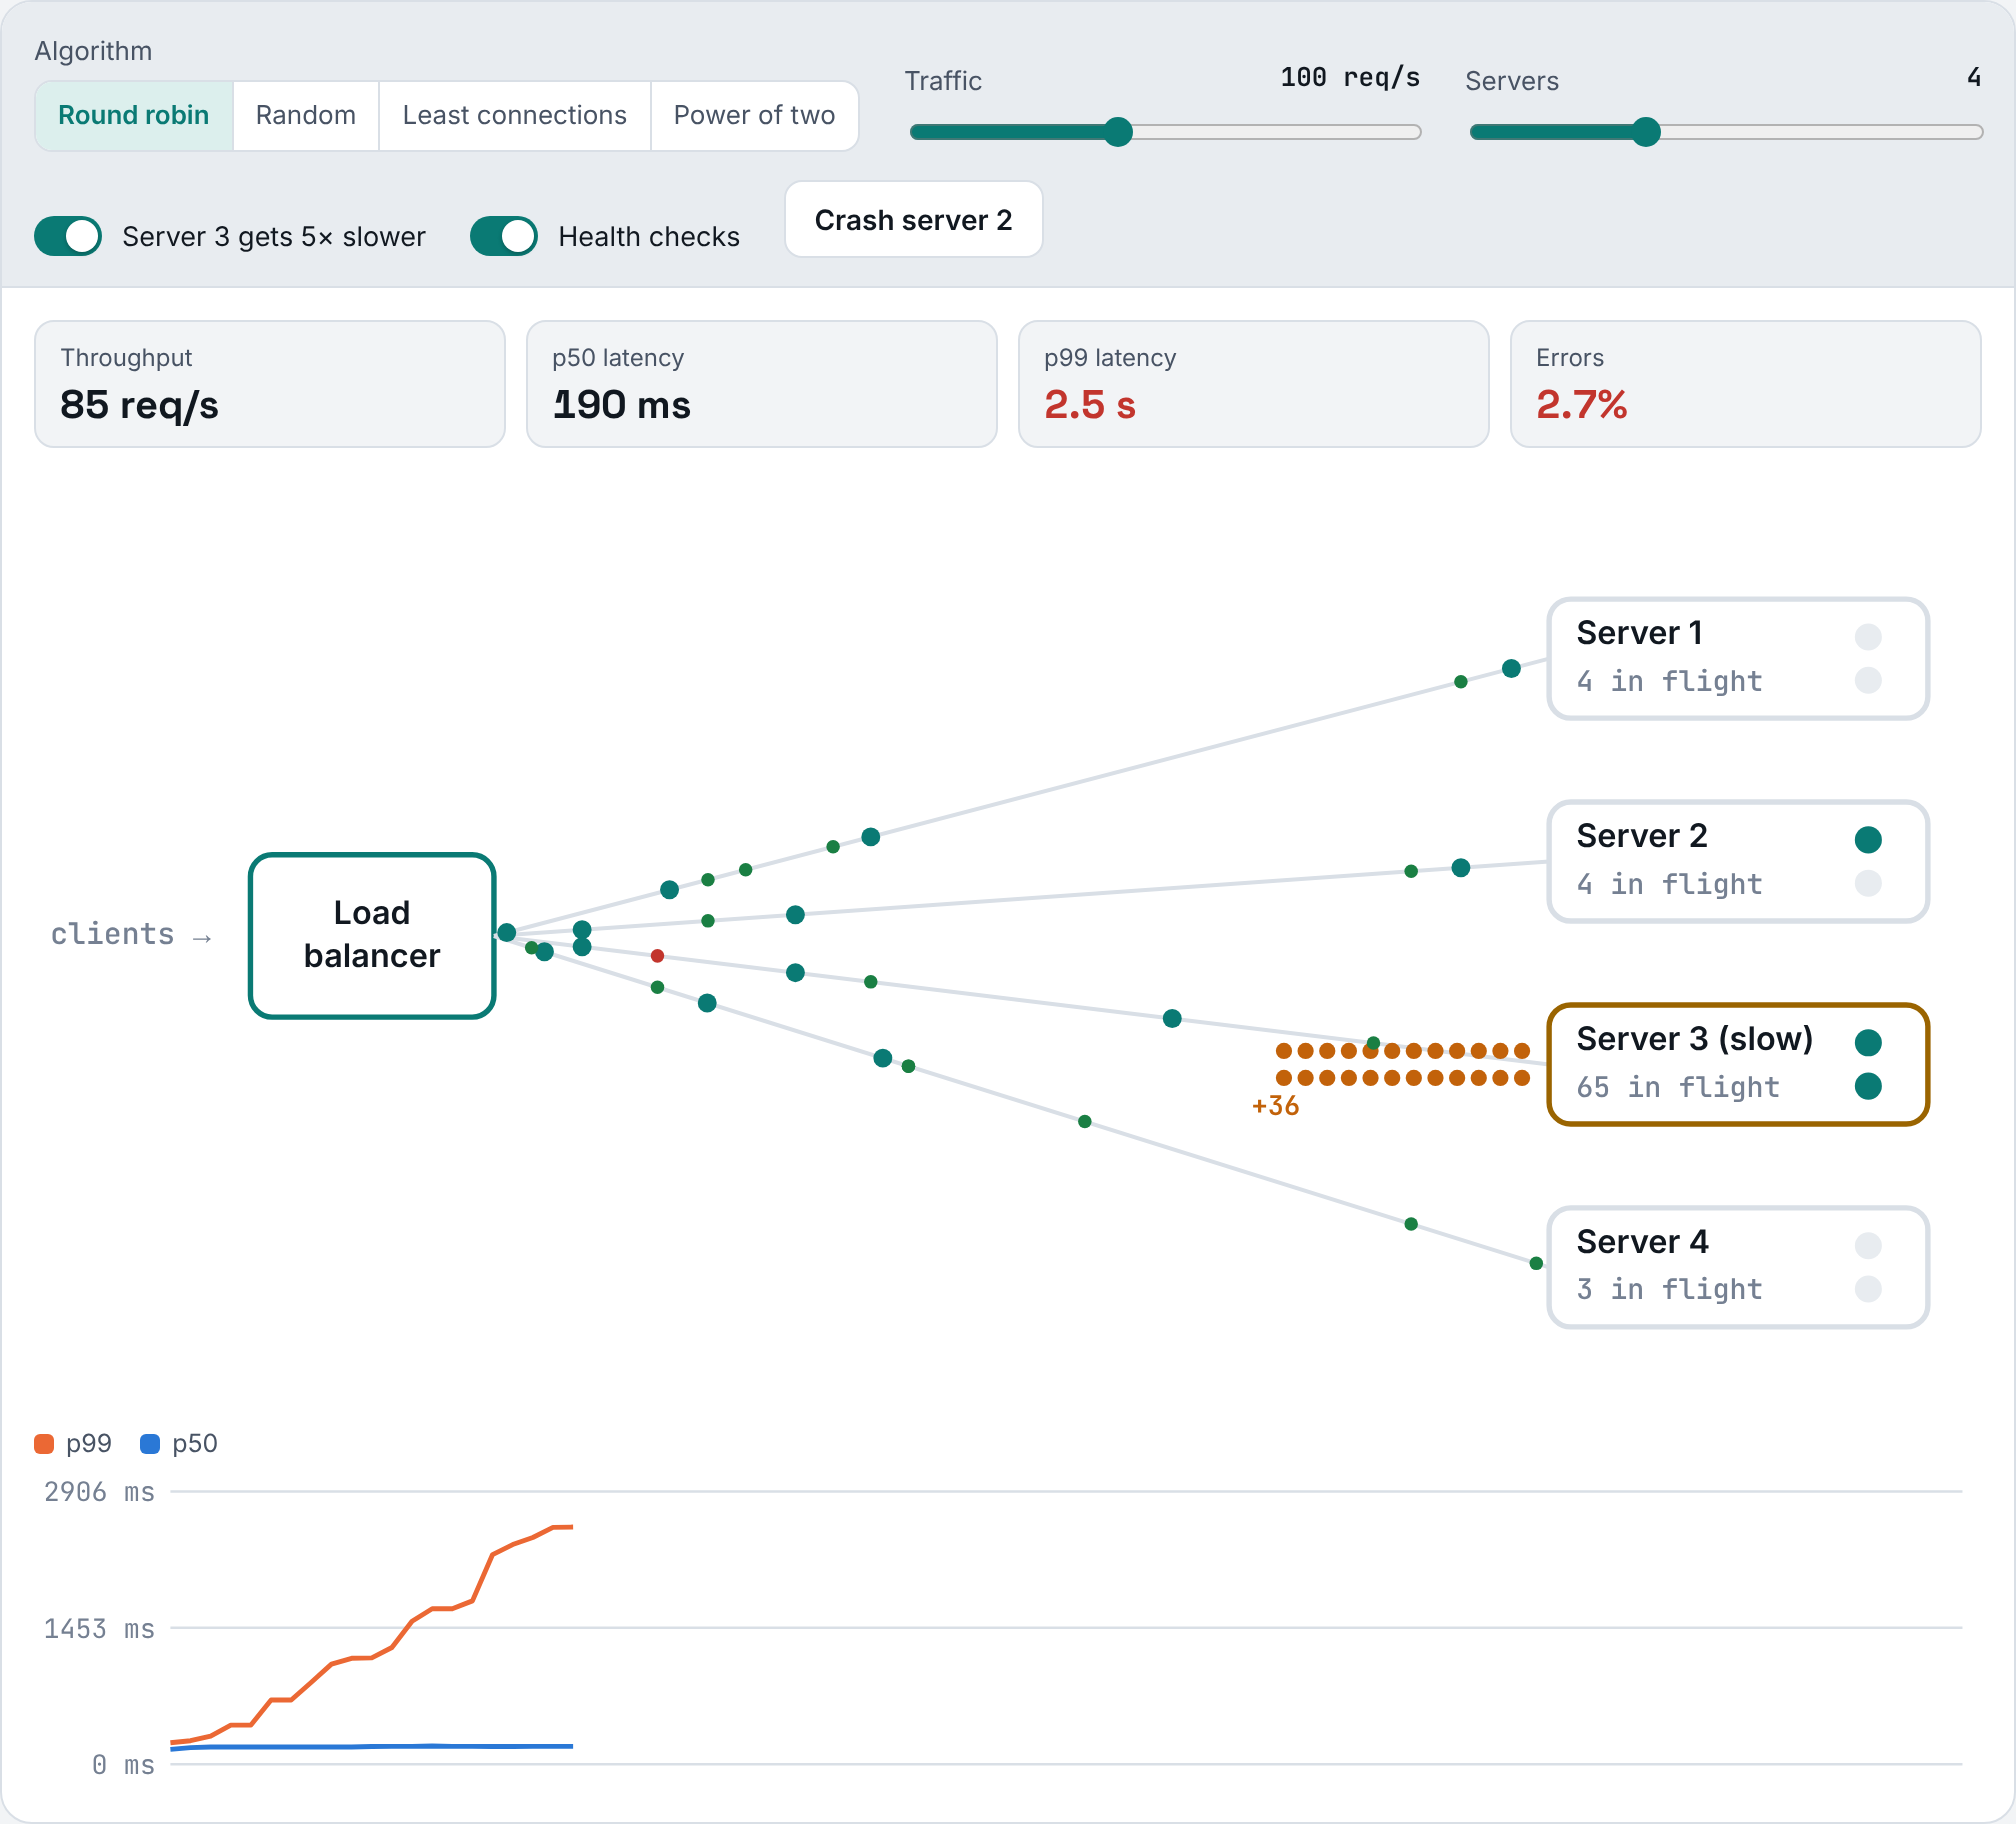 Algorithm
Round robin
Random
Least connections
Power of two
Traffic
100 req/s
Servers
4
Server 3 gets 5× slower
Health checks
Crash server 2
Throughput
85 req/s
p50 latency
190 ms
p99 latency
2.5 s
Errors
2.7%
Server 1
4 in flight
Server 2
4 in flight
clients →
Load
balancer
Server 3 (slow)
65 in flight
+36
Server 4
3 in flight
p99
p50
2906 ms
1453 ms
0 ms